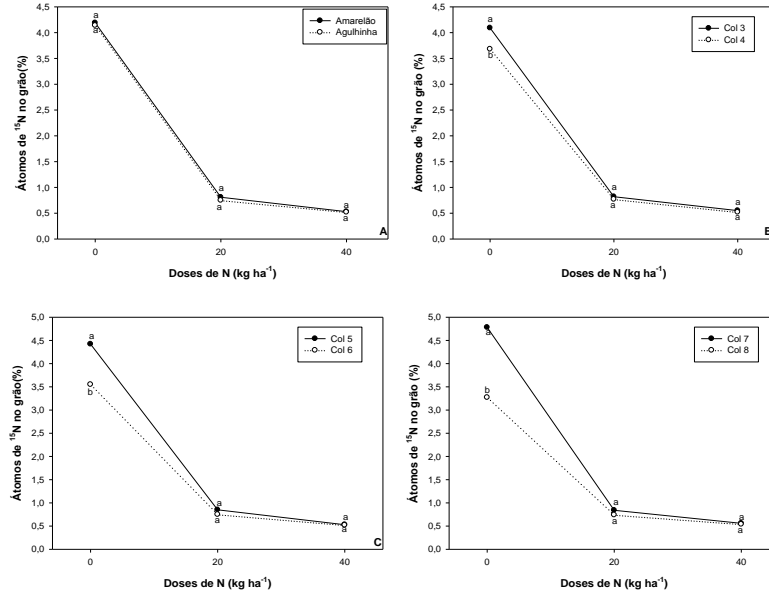 Átomos de ¹⁵N no grão(%)
4,5
4,0
3,5
3,0
2,5
2,0
1,5
1,0
0,5
0,0
a
a
a
a
a
a
Amarelão
Agulhinha
A
0
20
40
Doses de N (kg ha⁻¹)
Átomos de ¹⁵N no grão (%)
4,5
4,0
3,5
3,0
2,5
2,0
1,5
1,0
0,5
0,0
a
b
a
a
a
a
Col 3
Col 4
0
20
40
Doses de N (kg ha⁻¹)
Átomos de ¹⁵N no grão(%)
5,0
4,5
4,0
3,5
3,0
2,5
2,0
1,5
1,0
0,5
0,0
a
b
a
a
a
a
Col 5
Col 6
C
0
20
40
Doses de N (kg ha⁻¹)
Átomos de ¹⁵N no grão (%)
5,0
4,5
4,0
3,5
3,0
2,5
2,0
1,5
1,0
0,5
0,0
a
b
a
a
a
a
Col 7
Col 8
0
20
40
Doses de N (kg ha⁻¹)